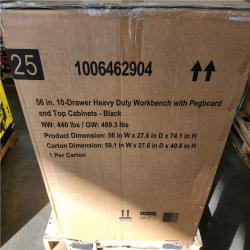 25
1006462904
56 in. 10-Drawer Heavy Duty Workbench with Pegboard
and Top Cabinets - Black
NW: 440 lbs / GW: 489.3 lbs
Product Dimension: 56 in W x 27.6 in D x 74.1 in H
Carton Dimension: 59.1 in W x 27.6 in D x 40.6 in H
1 Per Carton